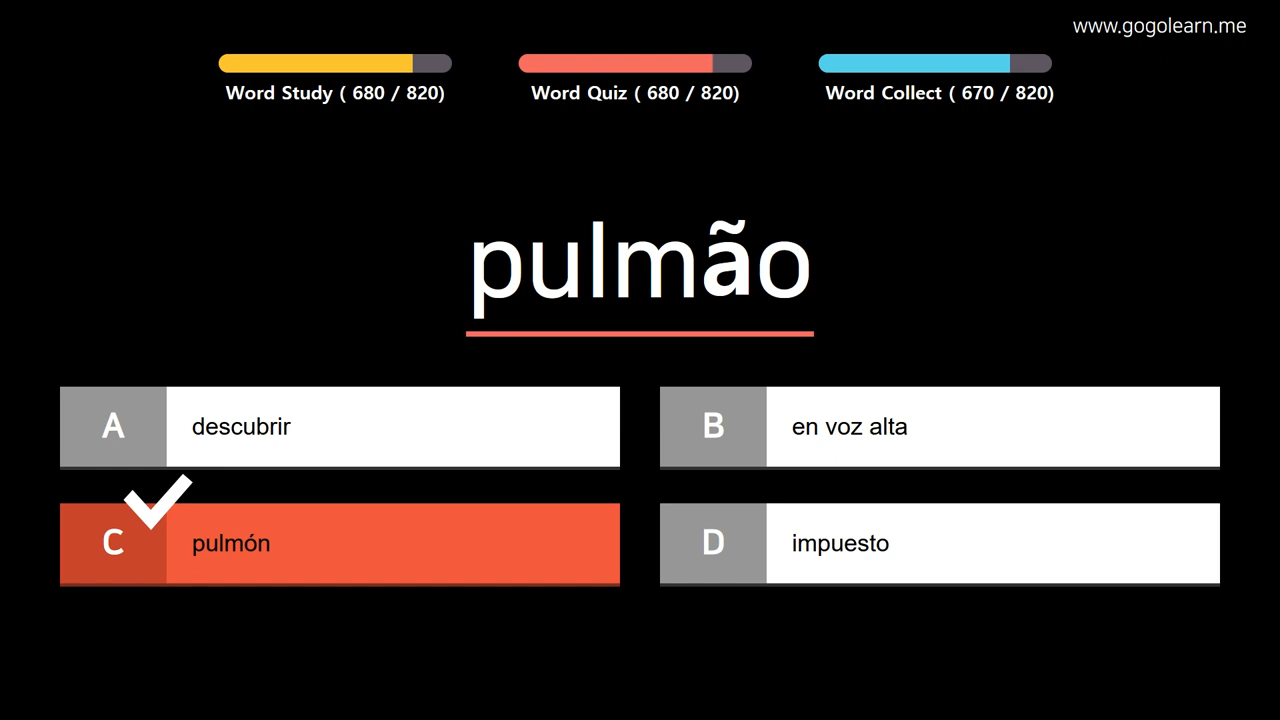 www.gogolearn.me
Word Study ( 680 / 820)
Word Quiz ( 680 / 820)
Word Collect ( 670 / 820)
pulmão
A descubrir
B en voz alta
C pulmón
D impuesto